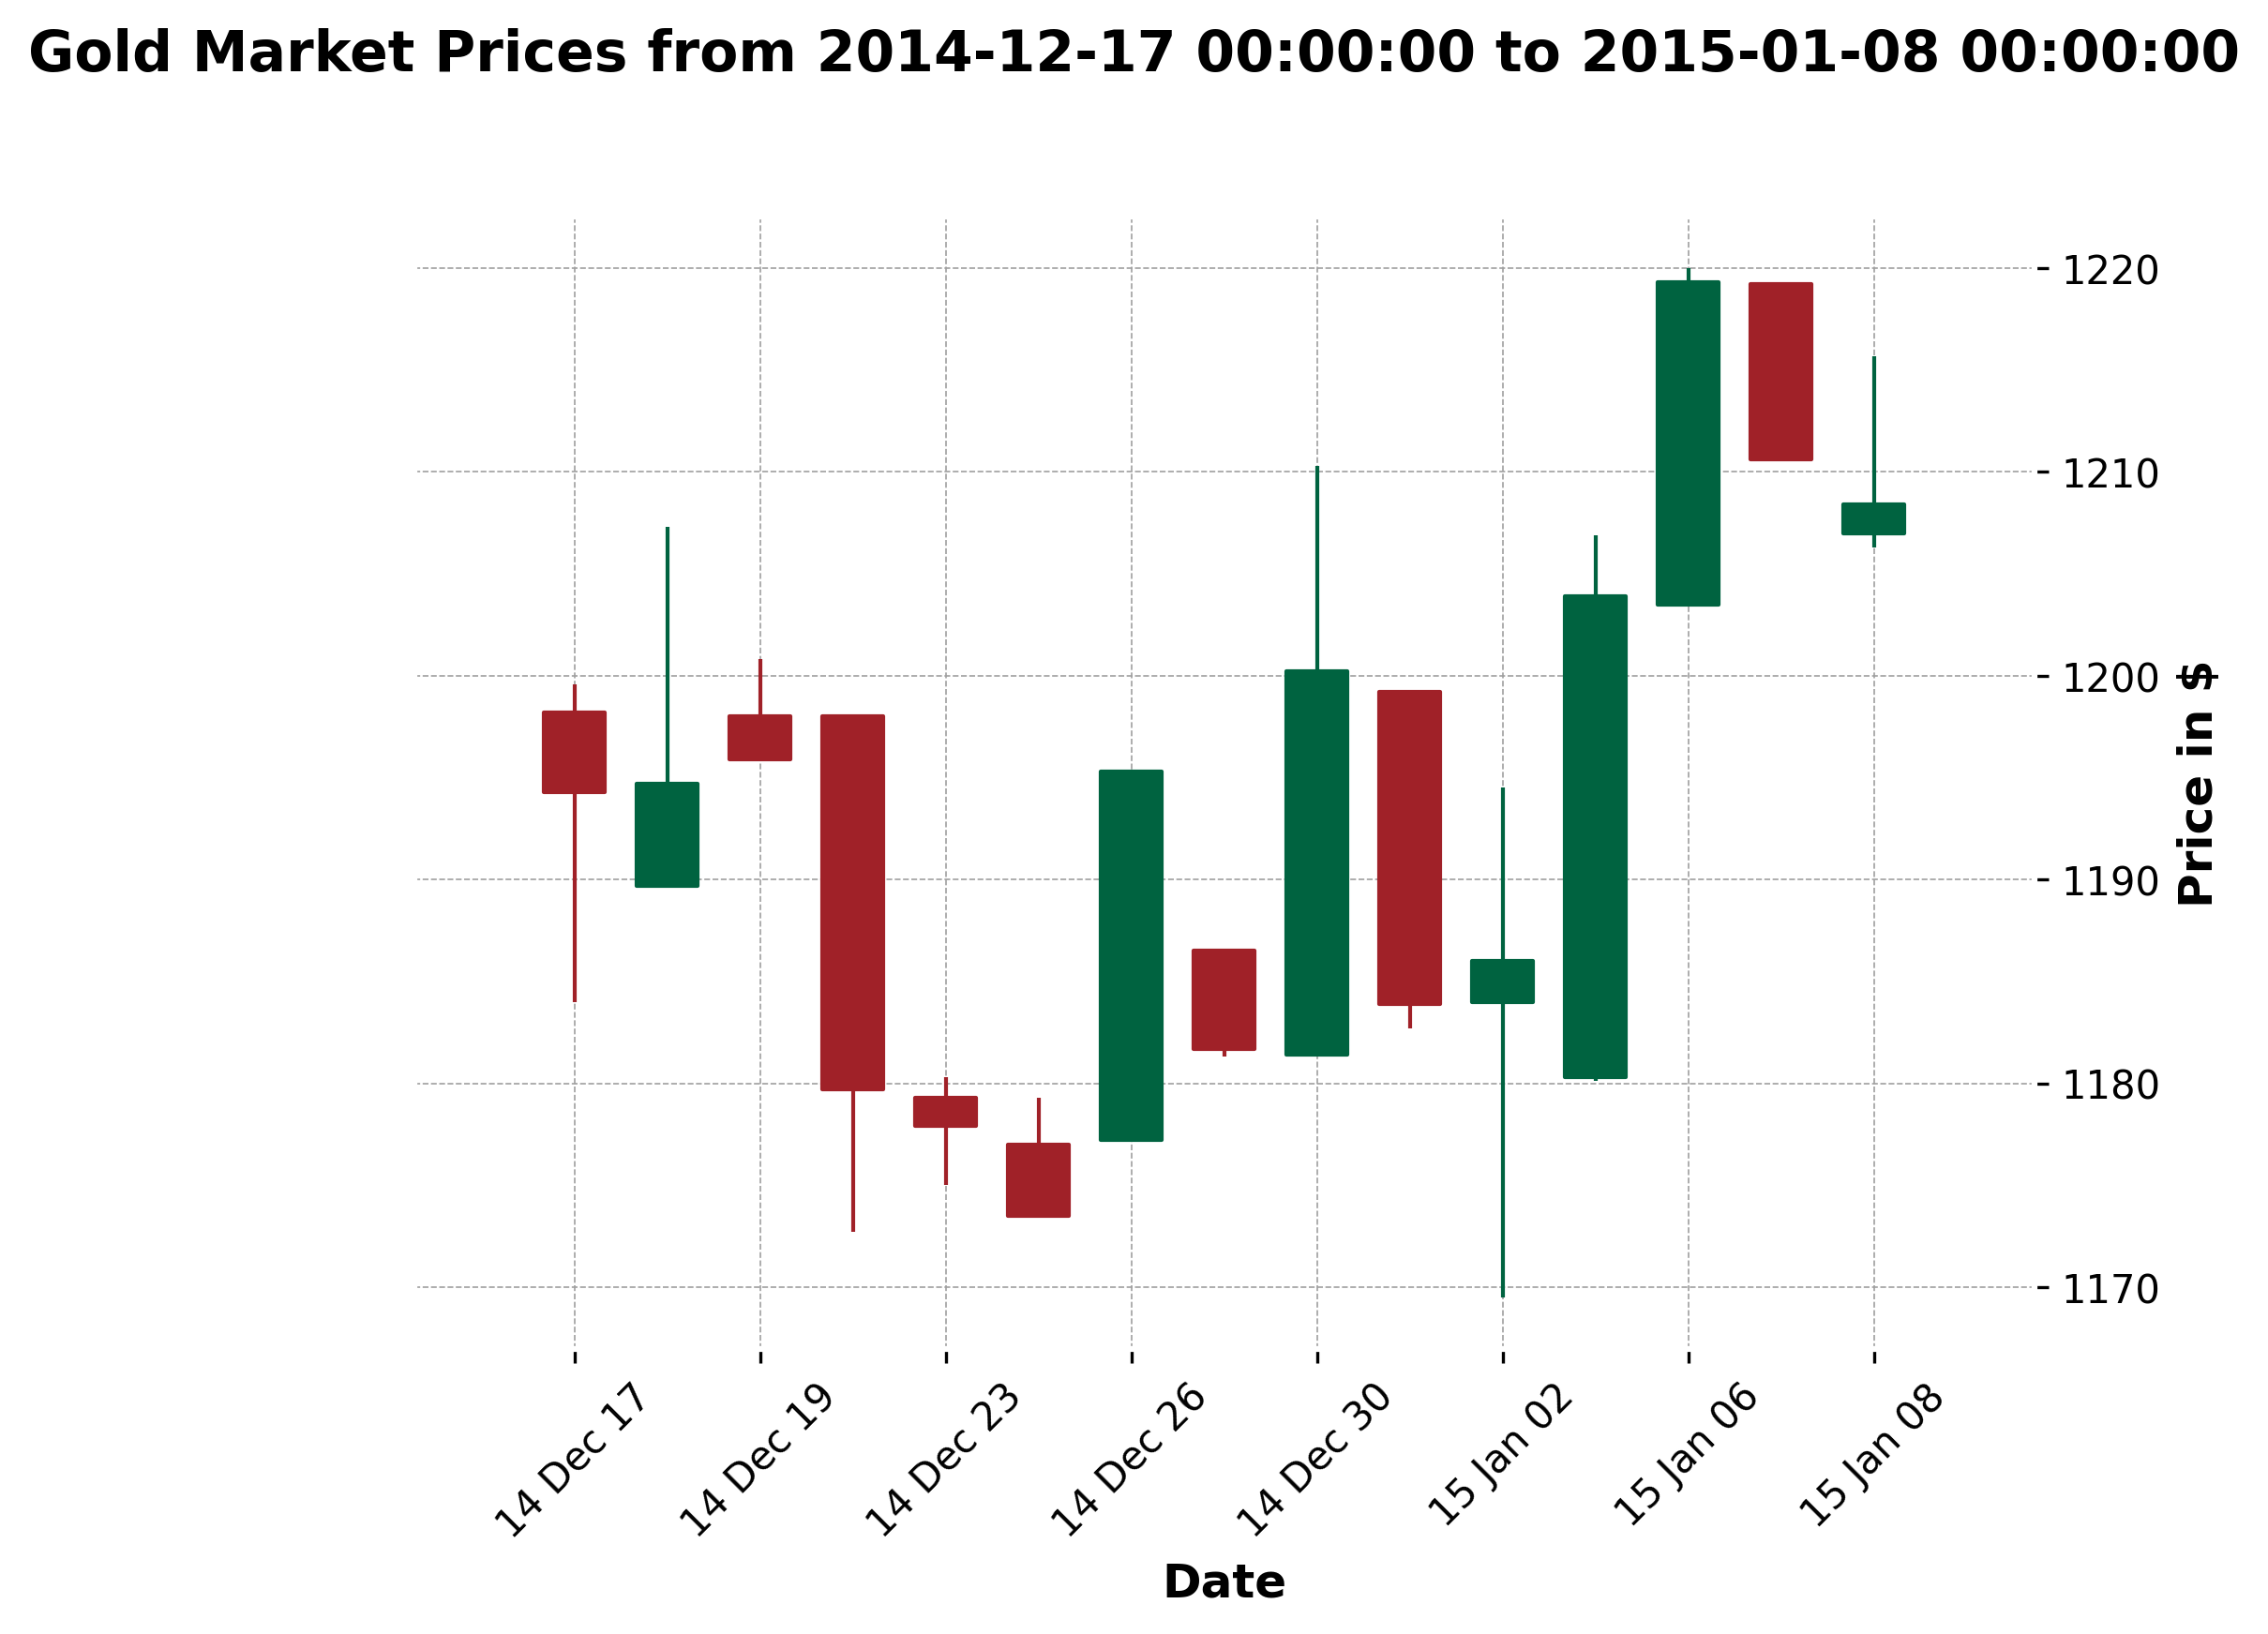 Gold Market Prices from 2014-12-17 00:00:00 to 2015-01-08 00:00:00
1220
1210
1200
1190
1180
1170
Price in $
14 Dec 17
14 Dec 19
14 Dec 23
14 Dec 26
14 Dec 30
15 Jan 02
15 Jan 06
15 Jan 08
Date